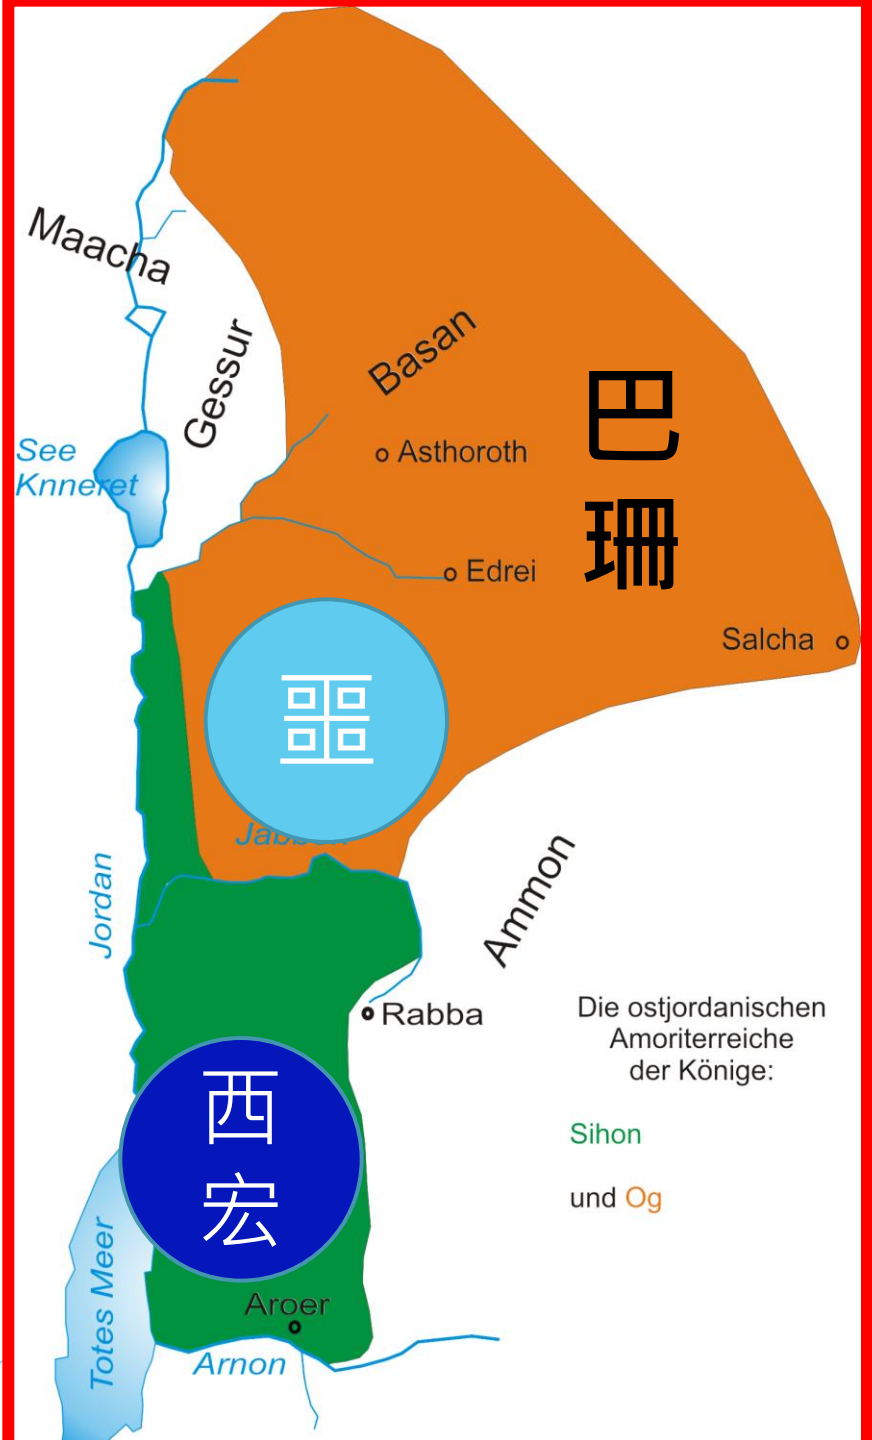 Maacha
Gessur
Basan
巴珊
See
Knneret
Asthoroth
Edrei
Salcha
噩
Jordan
Ammon
Rabba
Die ostjordanischen
Amoriterreiche
der Könige:
Sihon
und Og
西宏
Totes Meer
Aroer
Arnon